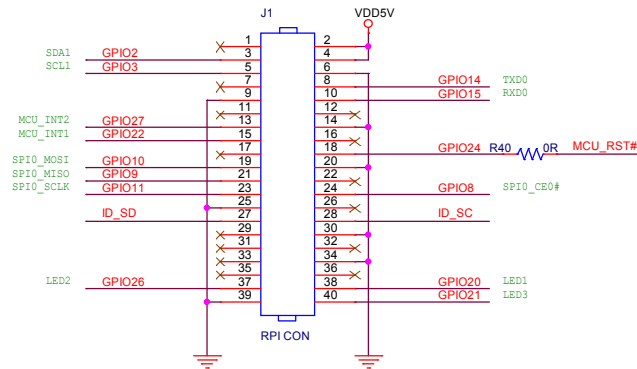 J1
VDD5V
1 2
SDA1 GPIO2 3 4
SCL1 GPIO3 5 6
7 8 GPIO14 TXD0
9 10 GPIO15 RXD0
11 12
MCU_INT2 GPIO27 13 14
MCU_INT1 GPIO22 15 16
17 18 GPIO24 R40 0R MCU_RST#
SPI0_MOSI GPIO10 19 20
SPI0_MISO GPIO9 21 22
SPI0_SCLK GPIO11 23 24 GPIO8 SPI0_CE0#
25 26
ID_SD 27 28 ID_SC
29 30
31 32
33 34
35 36
LED2 GPIO26 37 38 GPIO20 LED1
39 40 GPIO21 LED3
RPI CON